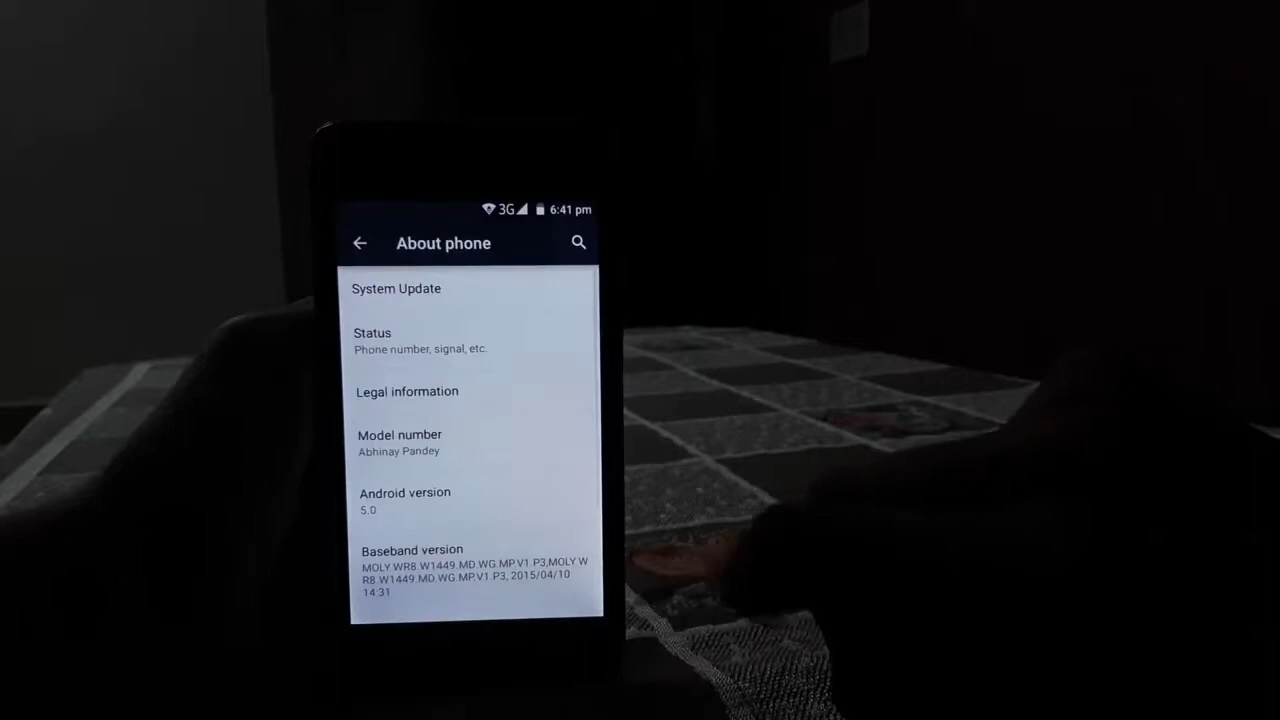 3G 6:41 pm
About phone
System Update
Status
Phone number, signal, etc.
Legal information
Model number
Abhinay Pandey
Android version
5.0
Baseband version
MOLY.WR8.W1449.MD.WG.MP.V1.P3,MOLY.W
R8.W1449.MD.WG.MP.V1.P3, 2015/04/10
14:31